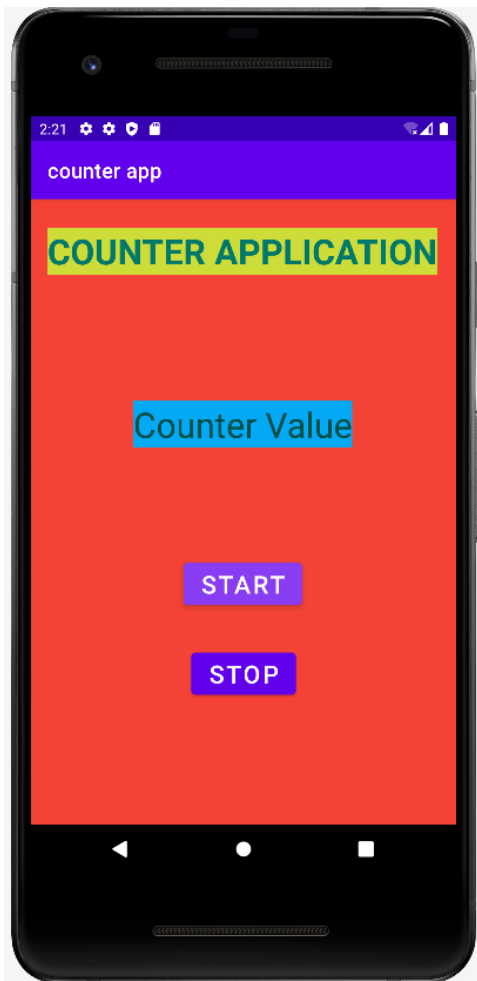 2:21
counter app
COUNTER APPLICATION
Counter Value
START
STOP